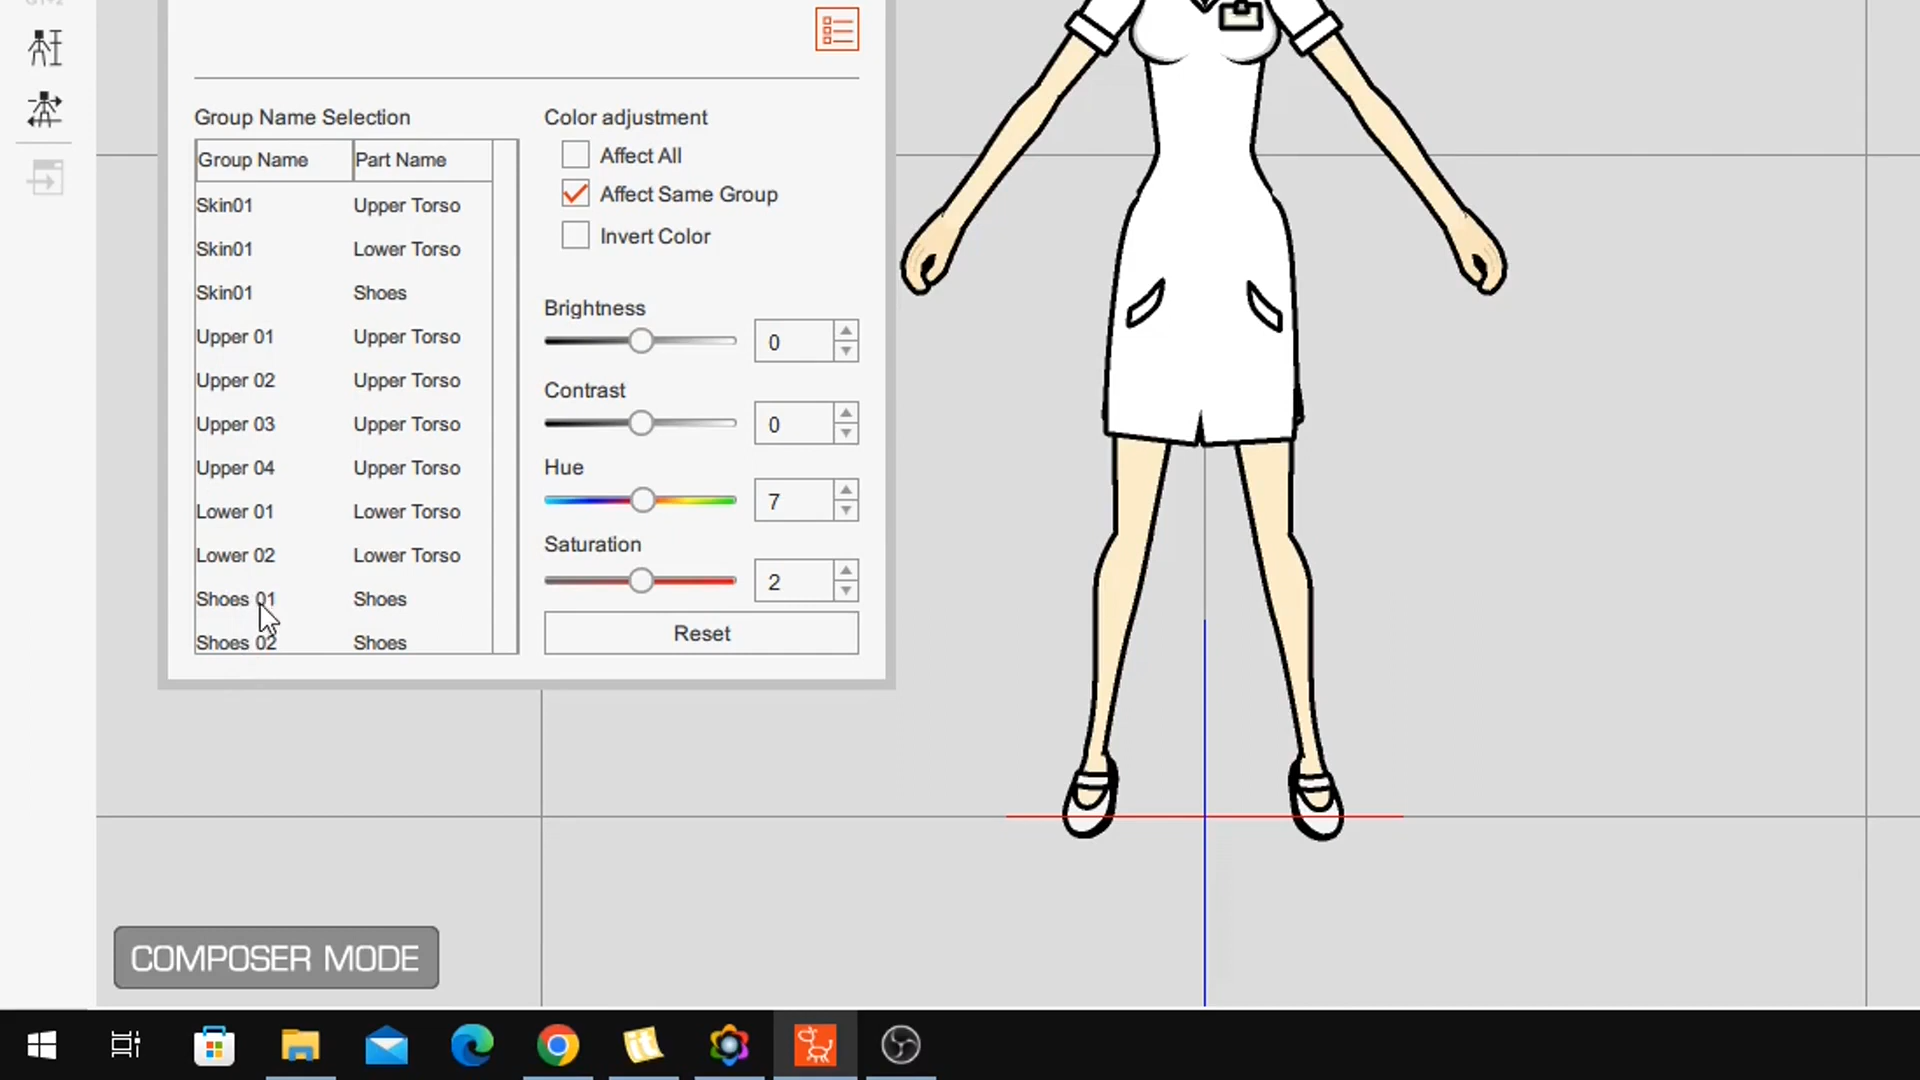 Group Name Selection
Group Name Part Name
Skin01 Upper Torso
Skin01 Lower Torso
Skin01 Shoes
Upper 01 Upper Torso
Upper 02 Upper Torso
Upper 03 Upper Torso
Upper 04 Upper Torso
Lower 01 Lower Torso
Lower 02 Lower Torso
Shoes 01 Shoes
Shoes 02 Shoes
Color adjustment
Affect All
Affect Same Group
Invert Color
Brightness
0
Contrast
0
Hue
7
Saturation
2
Reset
COMPOSER MODE